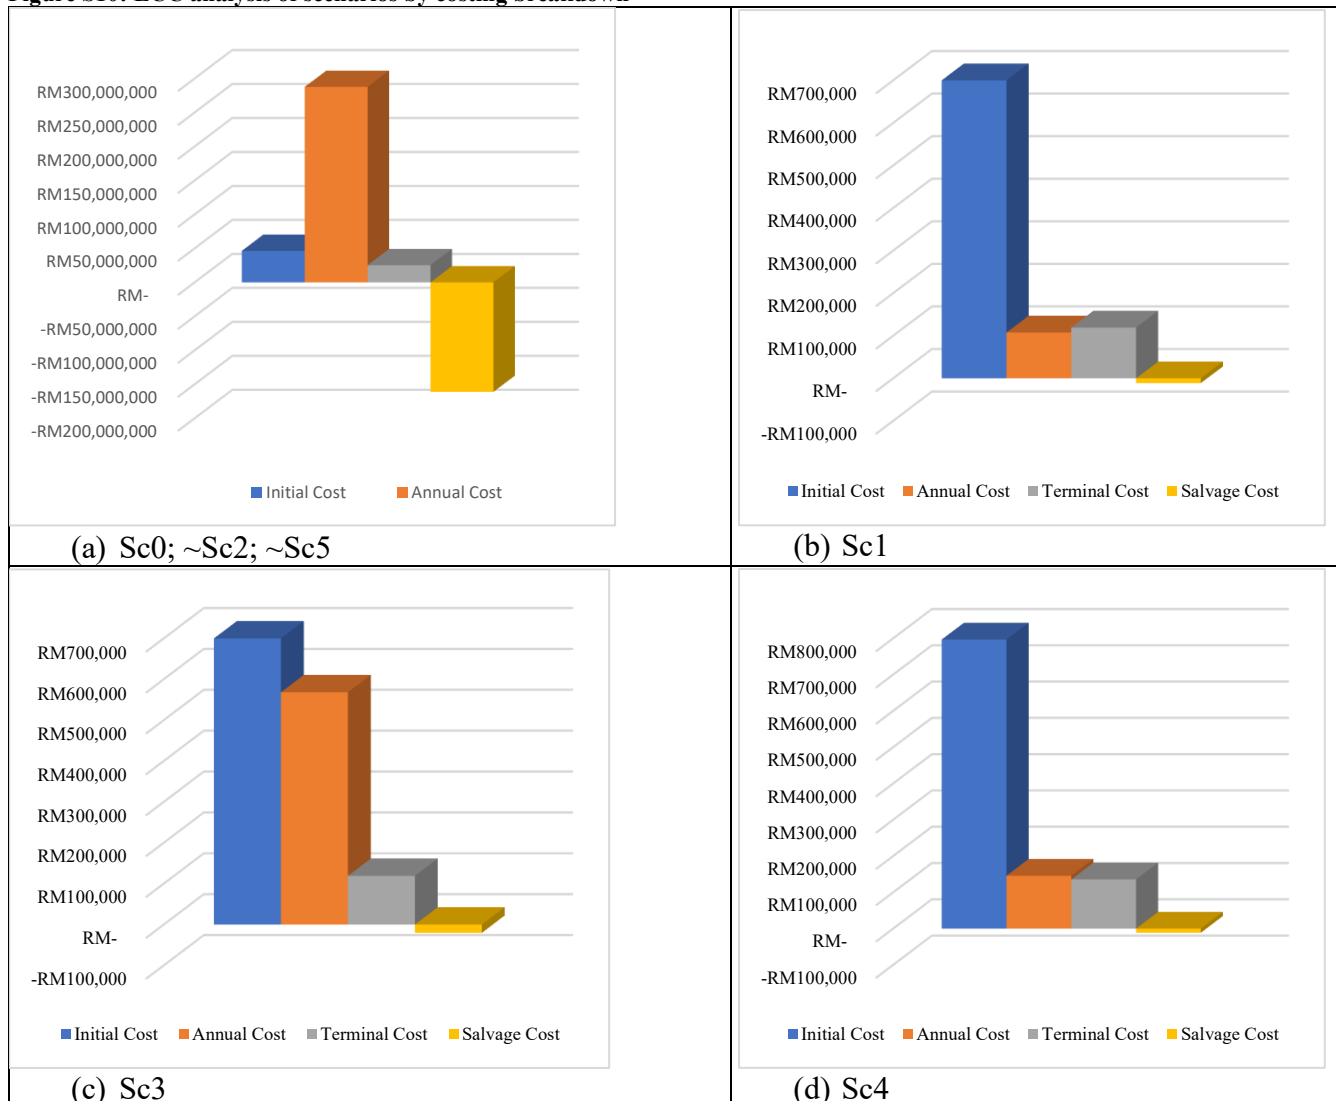 RM300,000,000
RM250,000,000
RM200,000,000
RM150,000,000
RM100,000,000
RM50,000,000
RM-
-RM50,000,000
-RM100,000,000
-RM150,000,000
-RM200,000,000
Initial Cost Annual Cost
(a) Sc0; ~Sc2; ~Sc5
RM700,000
RM600,000
RM500,000
RM400,000
RM300,000
RM200,000
RM100,000
RM-
-RM100,000
Initial Cost Annual Cost Terminal Cost Salvage Cost
(b) Sc1
RM700,000
RM600,000
RM500,000
RM400,000
RM300,000
RM200,000
RM100,000
RM-
-RM100,000
Initial Cost Annual Cost Terminal Cost Salvage Cost
(c) Sc3
RM800,000
RM700,000
RM600,000
RM500,000
RM400,000
RM300,000
RM200,000
RM100,000
RM-
-RM100,000
Initial Cost Annual Cost Terminal Cost Salvage Cost
(d) Sc4